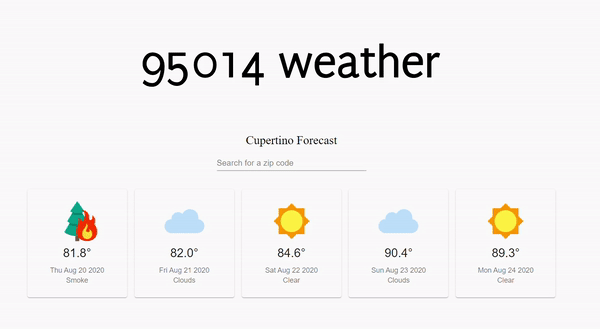 95014 weather
Cupertino Forecast
Search for a zip code
81.8°
Thu Aug 20 2020
Smoke
82.0°
Fri Aug 21 2020
Clouds
84.6°
Sat Aug 22 2020
Clear
90.4°
Sun Aug 23 2020
Clouds
89.3°
Mon Aug 24 2020
Clear